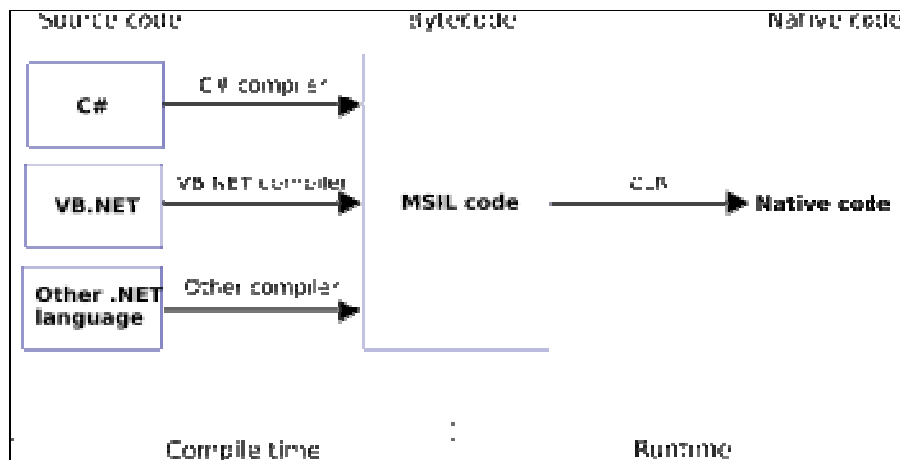 Source code
Bytecode
Native code
C#
C# compiler
VB.NET
VB.NET compiler
MSIL code
CLR
Native code
Other .NET
language
Other compiler
Compile time
Runtime